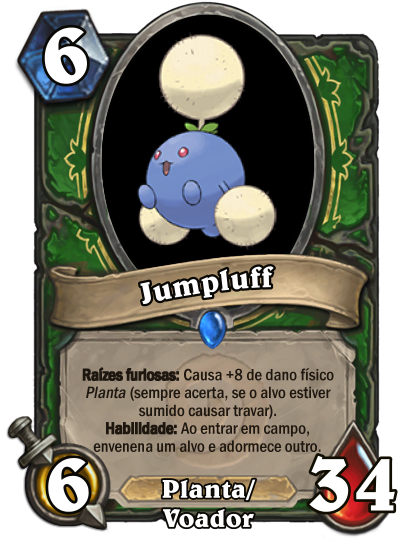 6
Jumpluff
Raízes furiosas: Causa +8 de dano físico
Planta (sempre acerta, se o alvo estiver
sumido causar travar).
Habilidade: Ao entrar em campo,
envenena um alvo e adormece outro.
6
Planta/
Voador
34